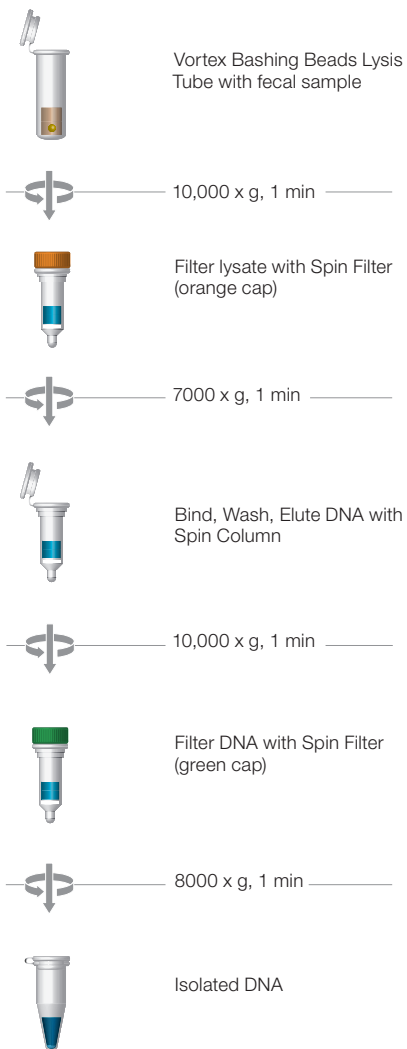 Vortex Bashing Beads Lysis
Tube with fecal sample
10,000 x g, 1 min
Filter lysate with Spin Filter
(orange cap)
7000 x g, 1 min
Bind, Wash, Elute DNA with
Spin Column
10,000 x g, 1 min
Filter DNA with Spin Filter
(green cap)
8000 x g, 1 min
Isolated DNA